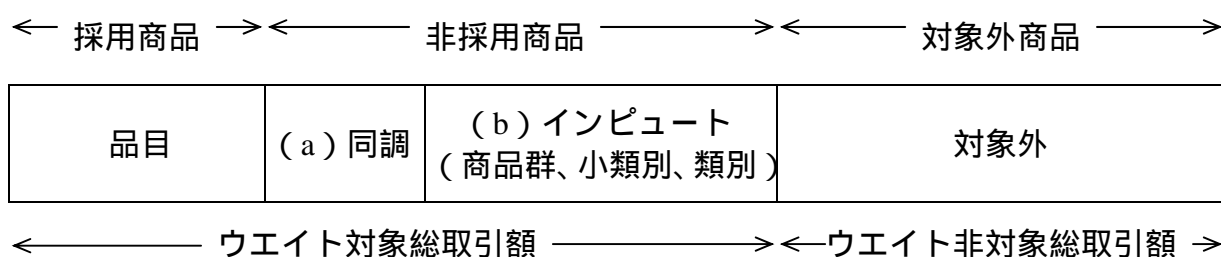 採用商品 非採用商品 対象外商品
品目 (a)同調 (b)インピュート 対象外
(商品群、小類別、類別)
ウエイト対象総取引額 ウエイト非対象総取引額